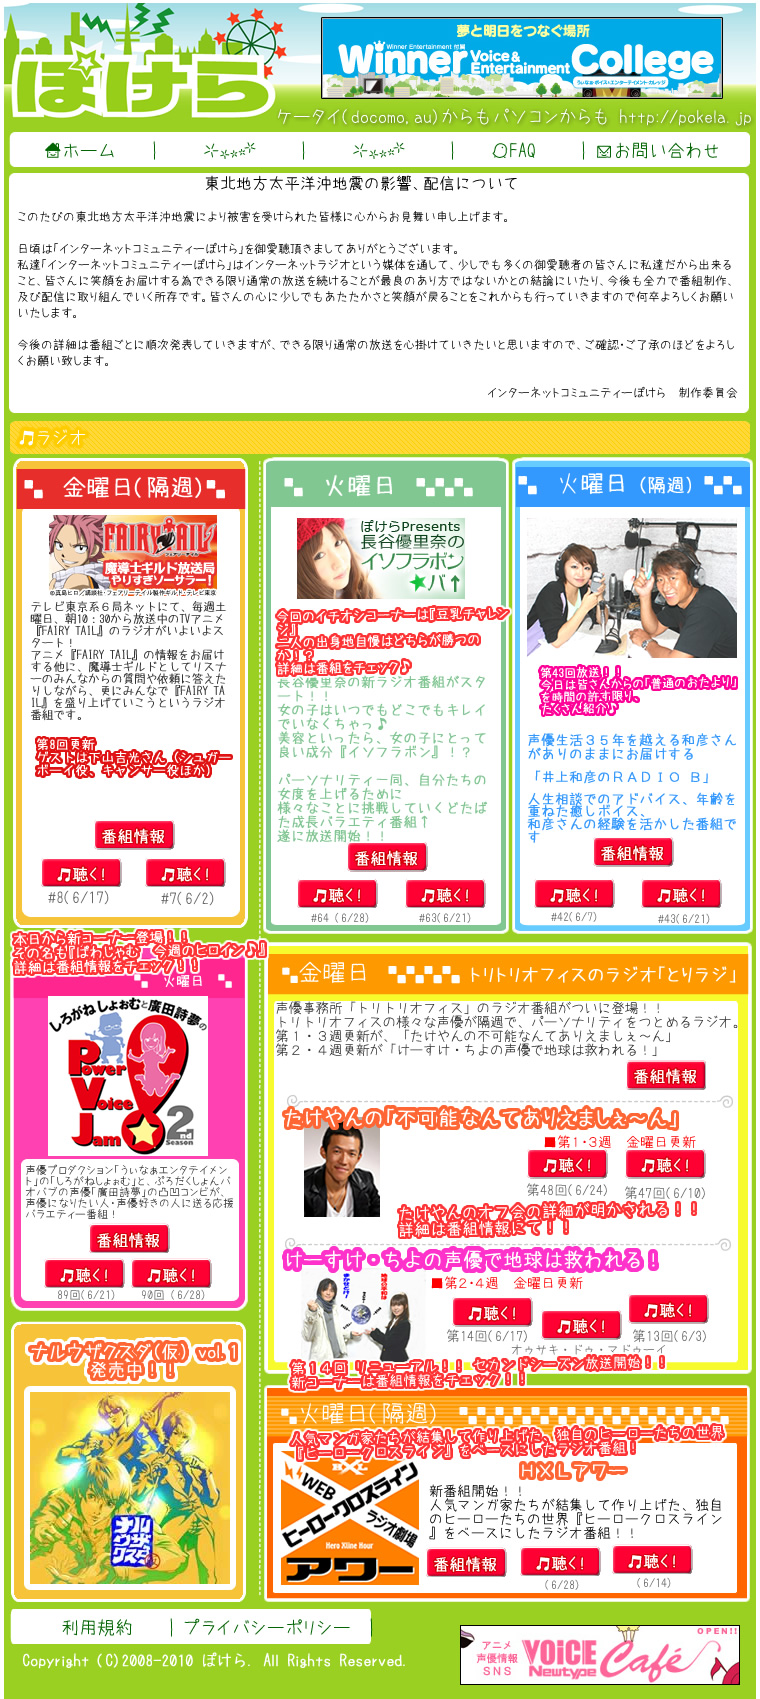 ぽけら
夢と明日をつなぐ場所
Winner Entertainment 付属
Winner Voice & Entertainment College
うぃなぁ・ボイス・エンターテイメント・カレッジ
ケータイ(docomo,au)からもパソコンからも http://pokela.jp
ホーム
FAQ
お問い合わせ
東北地方太平洋沖地震の影響、配信について
このたびの東北地方太平洋沖地震により被害を受けられた皆様に心からお見舞い申し上げます。
日頃は「インターネットコミュニティーぽけら」を御愛聴頂きましてありがとうございます。
私達「インターネットコミュニティーぽけら」はインターネットラジオという媒体を通して、少しでも多くの御愛聴者の皆さんに私達だから出来る
こと、皆さんに笑顔をお届けする為できる限り通常の放送を続けることが最良のあり方ではないかとの結論にいたり、今後も全力で番組制作、
及び配信に取り組んでいく所存です。皆さんの心に少しでもあたたかさと笑顔が戻ることをこれからも行っていきますので何卒よろしくお願い
いたします。
今後の詳細は番組ごとに順次発表していきますが、できる限り通常の放送を心掛けていきたいと思いますので、ご確認・ご了承のほどをよろし
くお願い致します。
インターネットコミュニティーぽけら 制作委員会
ラジオ
金曜日(隔週)
FAIRY TAIL
魔導士ギルド放送局
やりすぎソーサラー!
©真島ヒロ/講談社・フェアリーテイル製作ギルド・テレビ東京
テレビ東京系6局ネットにて、毎週土
曜日、朝10:30から放送中のTVアニメ
『FAIRY TAIL』のラジオがいよいよス
タート!
アニメ『FAIRY TAIL』の情報をお届け
する他に、魔導士ギルドとしてリスナ
ーのみんなからの質問や依頼に答えた
りしながら、更にみんなで『FAIRY TA
IL』を盛り上げていこうというラジオ
番組です。
第8回更新
ゲストは下山吉光さん(シュガー
ボーイ役、キャンサー役ほか)
番組情報
聴く!
聴く!
#8(6/17)
#7(6/2)
火曜日
ぽけらPresents
長谷優里奈の
イソフラボン
★バ↑
今回のイチオシコーナーは『豆乳チャレン
ジ』
二人の出身地自慢はどちらが勝つの
か!?
詳細は番組をチェック♪
長谷優里奈の新ラジオ番組がスタ
ート!!
女の子はいつでもどこでもキレイ
でいなくちゃっ♪
美容といったら、女の子にとって
良い成分『イソフラボン』!?
パーソナリティー同、自分たちの
女度を上げるために
様々なことに挑戦していくどたば
た成長バラエティ番組↑
遂に放送開始!!
番組情報
聴く!
聴く!
#64 (6/28)
#63(6/21)
火曜日 (隔週)
第43回放送!!
今日は皆さんからの「普通のおたより」
を時間の許す限り、
たくさん紹介♪
声優生活35年を越える和彦さん
がありのままにお届けする
「井上和彦のRADIO B」
人生相談でのアドバイス、年齢を
重ねた癒しボイス、
和彦さんの経験を活かした番組で
す
番組情報
聴く!
聴く!
#42(6/7)
#43(6/21)
本日から新コーナー登場!!
その名も『ぱわじゃむ 今週のヒロイン♪』
詳細は番組情報をチェック!!
火曜日
しろがねしょぉむと廣田詩夢の
Power Voice Jam
2nd Season
声優プロダクション「うぃなぁエンタテイメン
ト」の「しろがねしょぉむ」と、ぷろだくしょんバ
オバブの声優「廣田詩夢」の凸凹コンビが、
声優になりたい人・声優好きの人に送る応援
バラエティー番組!
番組情報
聴く!
聴く!
89回(6/21)
90回 (6/28)
金曜日
トリトリオフィスのラジオ「とりラジ」
声優事務所「トリトリオフィス」のラジオ番組がついに登場!!
トリトリオフィスの様々な声優が隔週で、パーソナリティをつとめるラジオ。
第1・3週更新が、「たけやんの不可能なんてありえましぇ~ん」
第2・4週更新が「けーすけ・ちよの声優で地球は救われる!」
番組情報
たけやんの「不可能なんてありえましぇ~ん」
■第1・3週 金曜日更新
聴く!
聴く!
第48回(6/24)
第47回(6/10)
たけやんのオフ会の詳細が明かされる!!
詳細は番組情報にて!!
けーすけ・ちよの声優で地球は救われる!
■第2・4週 金曜日更新
聴く!
聴く!
聴く!
第14回(6/17)
第13回(6/3)
オゥサキ・ドゥ・マドゥーイ
第14回 リニューアル!! セカンドシーズン放送開始!!
新コーナーは番組情報をチェック!!
ナルウザクスダ(仮) vol.1
発売中!!
ナルウザクスダ(仮)
火曜日(隔週)
人気マンガ家たちが結集して作り上げた、独自のヒーローたちの世界
『ヒーロークロスライン』をベースにしたラジオ番組!
HXLアワー
WEB
ヒーロークロスライン
ラジオ劇場
Hero Xline Hour
アワー
新番組開始!!
人気マンガ家たちが結集して作り上げた、独自
のヒーローたちの世界『ヒーロークロスライン
』をベースにしたラジオ番組!!
番組情報
聴く!
聴く!
(6/28)
(6/14)
利用規約
プライバシーポリシー
Copyright (C)2008-2010 ぽけら. All Rights Reserved.
アニメ
声優情報
SNS
VOiCE Newtype Café
OPEN!!